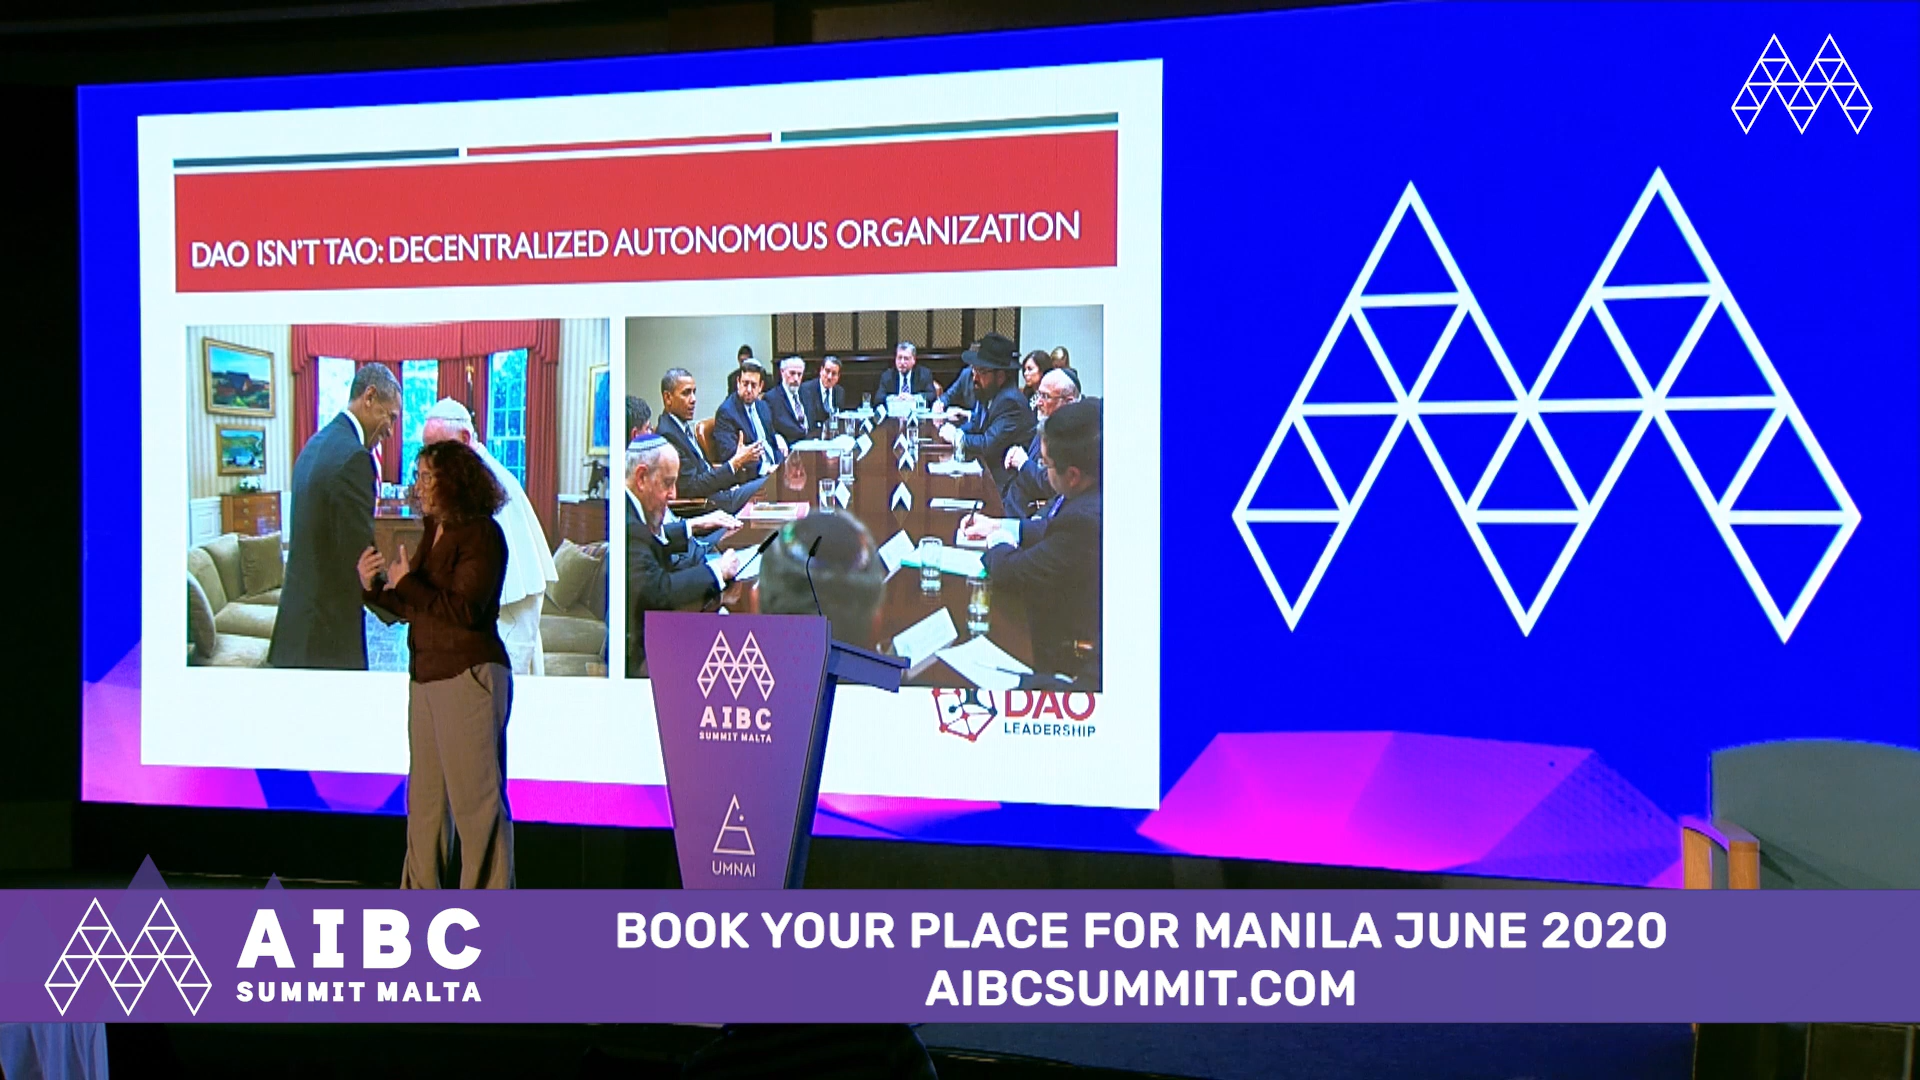 DAO ISN'T TAO: DECENTRALIZED AUTONOMOUS ORGANIZATION
DAO
LEADERSHIP
AIBC
SUMMIT MALTA
UMNAI
AIBC
SUMMIT MALTA
BOOK YOUR PLACE FOR MANILA JUNE 2020
AIBCSUMMIT.COM